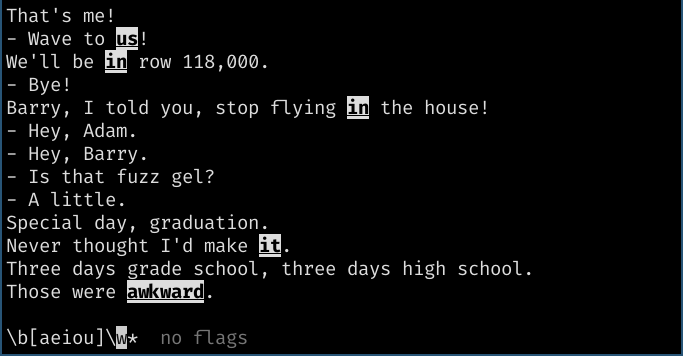 That's me!
- Wave to us!
We'll be in row 118,000.
- Bye!
Barry, I told you, stop flying in the house!
- Hey, Adam.
- Hey, Barry.
- Is that fuzz gel?
- A little.
Special day, graduation.
Never thought I'd make it.
Three days grade school, three days high school.
Those were awkward.
\b[aeiou]\w*  no flags